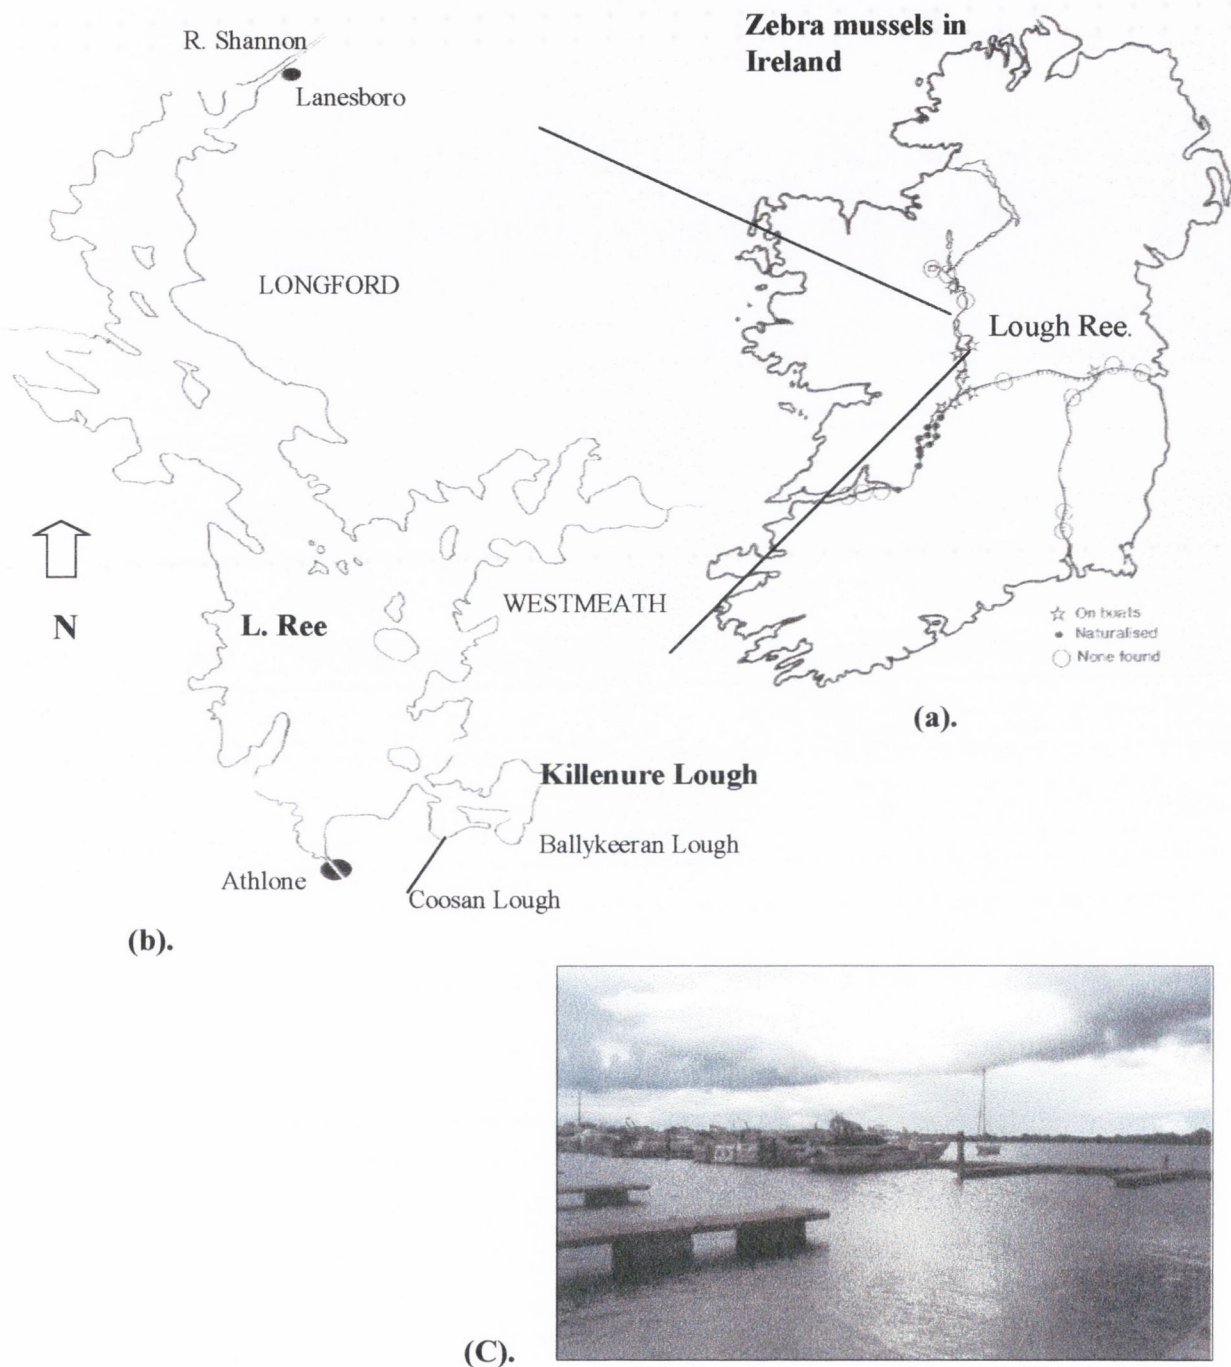 Zebra mussels in
Ireland
R. Shannon
Lanesboro
LONGFORD
Lough Ree.
N
L. Ree
WESTMEATH
☆ On boats
● Naturalised
○ None found
(a).
Killenure Lough
Ballykeeran Lough
Athlone
Coosan Lough
(b).
(C).